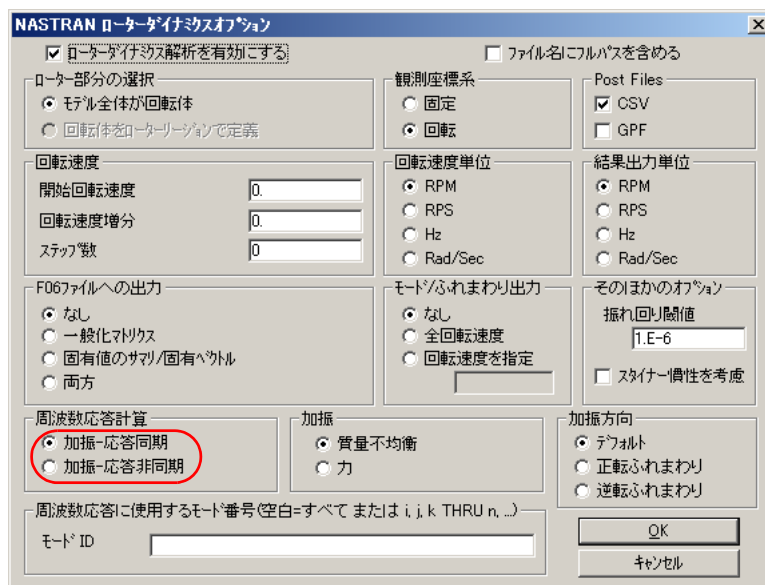 NASTRAN ﾛｰﾀｰﾀﾞｲﾅﾐｸｽｵﾌﾟｼｮﾝ
ﾛｰﾀｰﾀﾞｲﾅﾐｸｽ解析を有効にする
ﾌｧｲﾙ名にﾌﾙﾊﾟｽを含める
ﾛｰﾀｰ部分の選択
ﾓﾃﾞﾙ全体が回転体
回転体をﾛｰﾀｰﾘｰｼﾞｮﾝで定義
観測座標系
固定
回転
Post Files
CSV
GPF
回転速度
開始回転速度 0.
回転速度増分 0.
ｽﾃｯﾌﾟ数 0
回転速度単位
RPM
RPS
Hz
Rad/Sec
結果出力単位
RPM
RPS
Hz
Rad/Sec
F06ﾌｧｲﾙへの出力
なし
一般化ﾏﾄﾘｸｽ
固有値のｻﾏﾘ/固有ﾍﾞｸﾄﾙ
両方
ﾓｰﾄﾞ/ふれまわり出力
なし
全回転速度
回転速度を指定
そのほかのｵﾌﾟｼｮﾝ
振れ回り閾値
1.E-6
ｽﾀｲﾅｰ慣性を考慮
周波数応答計算
加振-応答同期
加振-応答非同期
加振
質量不均衡
力
加振方向
ﾃﾞﾌｫﾙﾄ
正転ふれまわり
逆転ふれまわり
周波数応答に使用するﾓｰﾄﾞ番号(空白=すべて または i, j, k THRU n, ...)
ﾓｰﾄﾞ ID
OK
ｷｬﾝｾﾙ